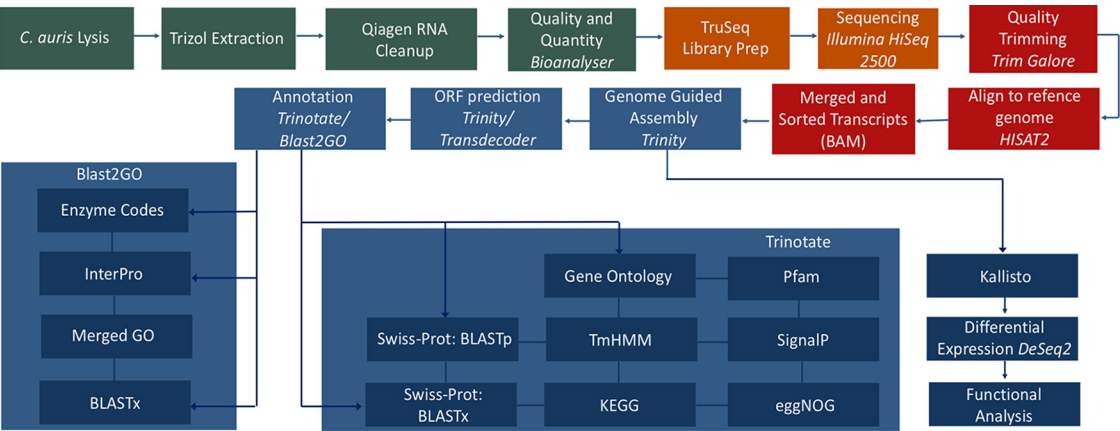 C. auris Lysis
Trizol Extraction
Qiagen RNA
Cleanup
Quality and
Quantity
Bioanalyser
TruSeq
Library Prep
Sequencing
Illumina HiSeq
2500
Quality
Trimming
Trim Galore
Annotation
Trinotate/
Blast2GO
ORF prediction
Trinity/
Transdecoder
Genome Guided
Assembly
Trinity
Merged and
Sorted Transcripts
(BAM)
Align to refence
genome
HISAT2
Blast2GO
Enzyme Codes
InterPro
Merged GO
BLASTx
Trinotate
Gene Ontology
Pfam
Swiss-Prot: BLASTp
TmHMM
SignalP
Swiss-Prot:
BLASTx
KEGG
eggNOG
Kallisto
Differential
Expression DeSeq2
Functional
Analysis